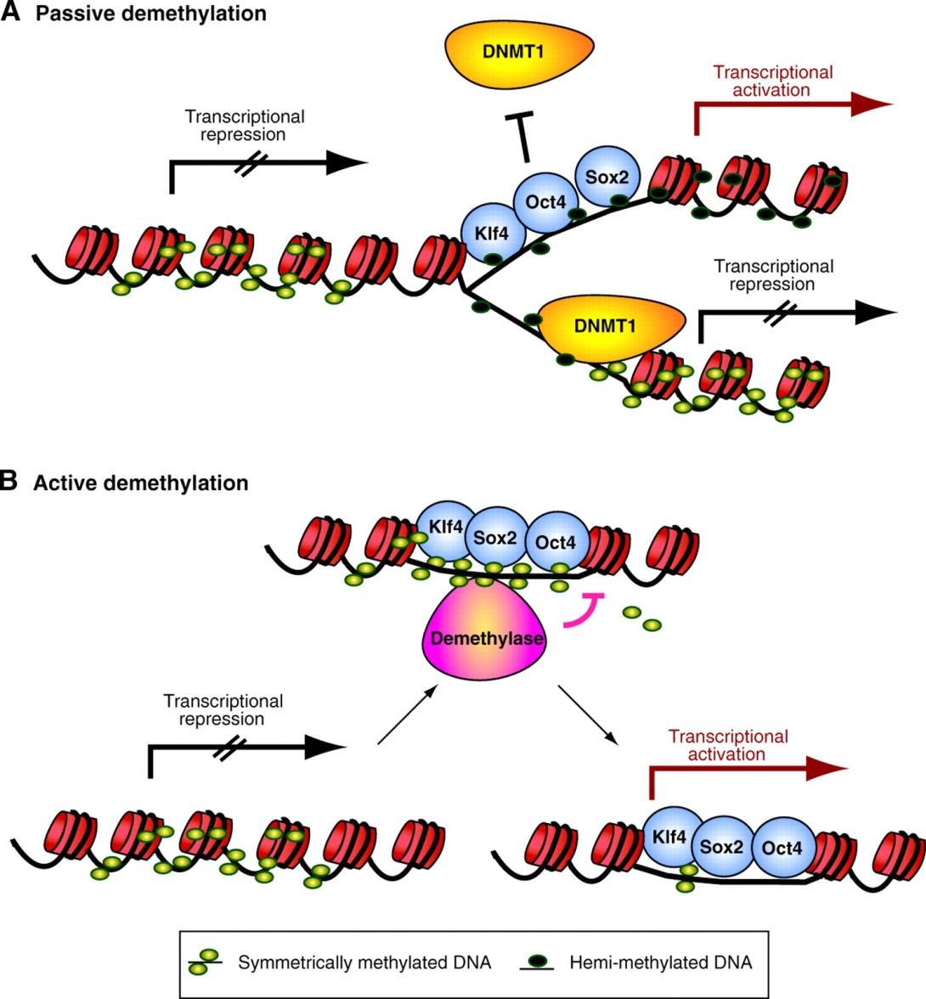 A Passive demethylation
DNMT1
Transcriptional
activation
Transcriptional
repression
Sox2
Oct4
Klf4
Transcriptional
repression
DNMT1
B Active demethylation
Klf4
Sox2
Oct4
Demethylase
Transcriptional
repression
Transcriptional
activation
Klf4
Sox2
Oct4
Symmetrically methylated DNA
Hemi-methylated DNA